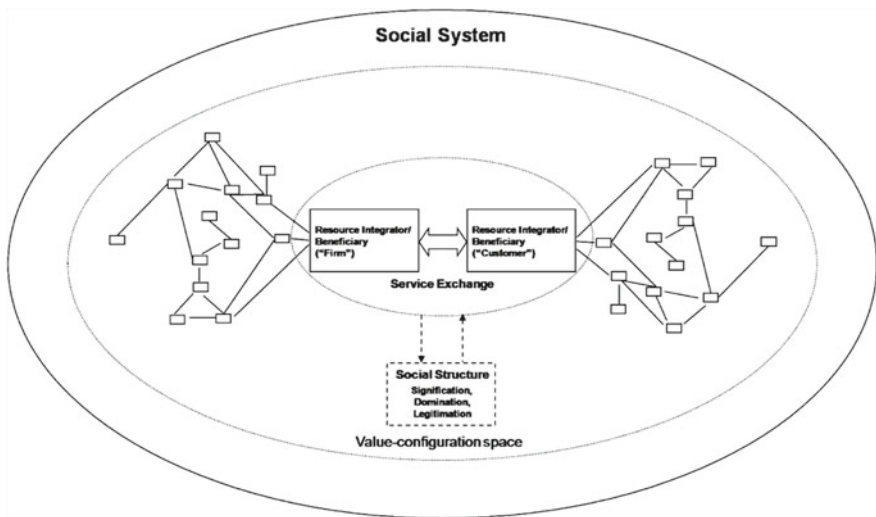 Social System
Resource Integrator/
Beneficiary
("Firm")
Resource Integrator/
Beneficiary
("Customer")
Service Exchange
Social Structure
Signification,
Domination,
Legitimation
Value-configuration space